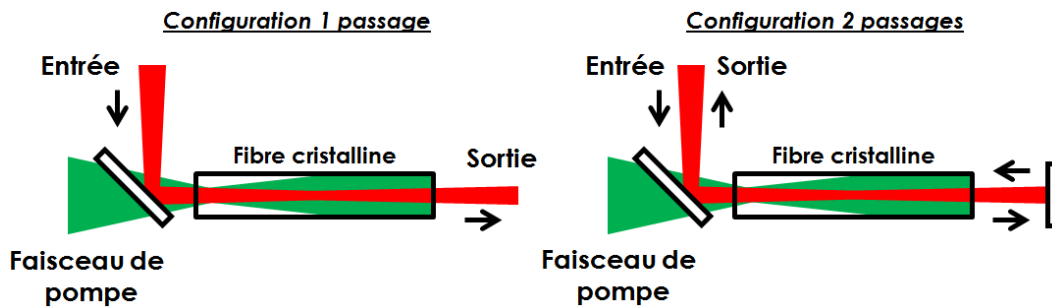 Configuration 1 passage
Entrée
Fibre cristalline
Sortie
Faisceau de
pompe
Configuration 2 passages
Entrée
Sortie
Fibre cristalline
Faisceau de
pompe